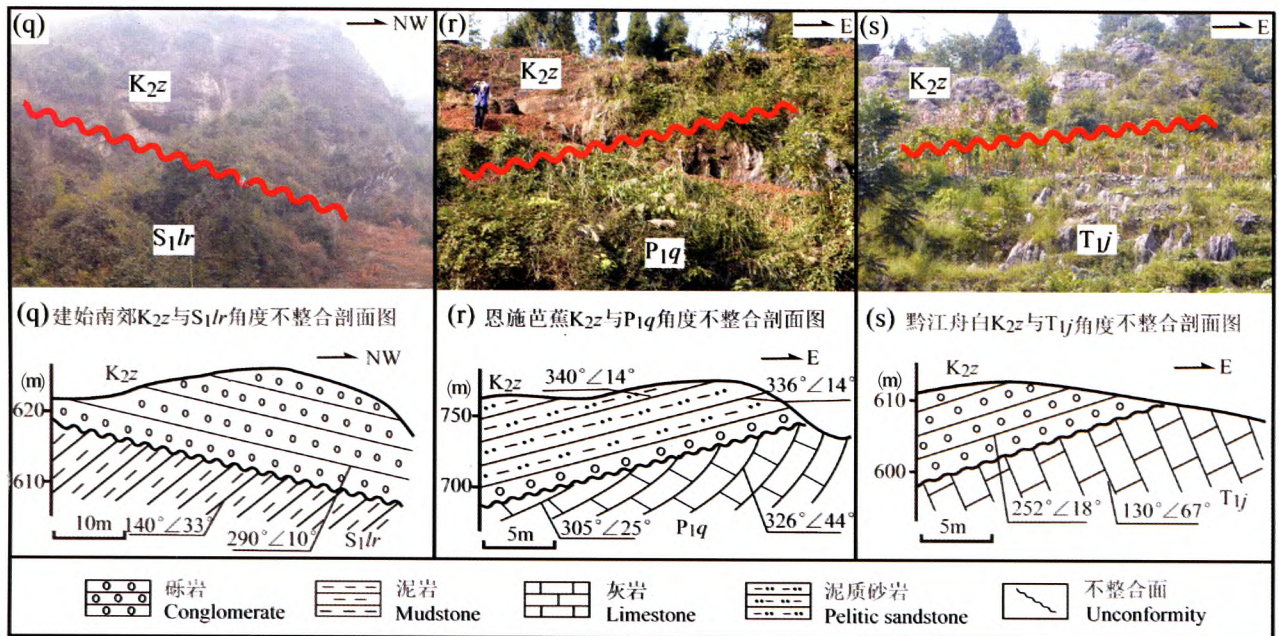 (q)
NW
K₂z
S₁lr
(r)
E
K₂z
P₁q
(s)
E
K₂z
T₁j
(q) 建始南郊K₂z与S₁lr角度不整合剖面图
NW
(m)
K₂z
620
610
10m
140°∠33°
290°∠10°
S₁lr
(r) 恩施芭蕉K₂z与P₁q角度不整合剖面图
E
(m)
K₂z
340°∠14°
336°∠14°
750
700
5m
305°∠25°
P₁q
326°∠44°
(s) 黔江舟白K₂z与T₁j角度不整合剖面图
E
(m)
K₂z
610
600
5m
252°∠18°
130°∠67°
T₁j
砾岩
Conglomerate
泥岩
Mudstone
灰岩
Limestone
泥质砂岩
Pelitic sandstone
不整合面
Unconformity